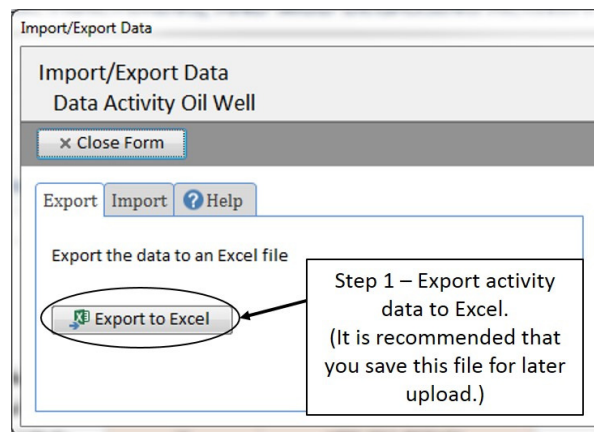 Import/Export Data
Import/Export Data
Data Activity Oil Well
× Close Form
Export Import ? Help
Export the data to an Excel file
Export to Excel
Step 1 – Export activity
data to Excel.
(It is recommended that
you save this file for later
upload.)